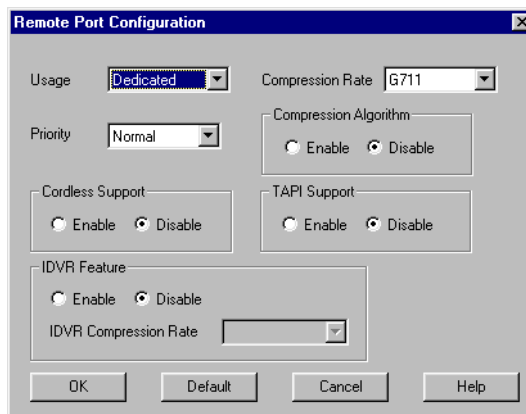 Remote Port Configuration
Usage Dedicated Compression Rate G711
Priority Normal Compression Algorithm
Enable Disable
Cordless Support TAPI Support
Enable Disable Enable Disable
IDVR Feature
Enable Disable
IDVR Compression Rate
OK Default Cancel Help